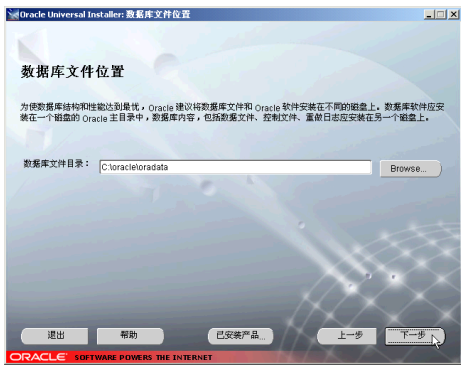 Oracle Universal Installer: 数据库文件位置
数据库文件位置
为使数据库结构和性能达到最优，Oracle 建议将数据库文件和 Oracle 软件安装在不同的磁盘上。数据库软件应安
装在一个磁盘的 Oracle 主目录中，数据库内容，包括数据文件、控制文件、重做日志应安装在另一个磁盘上。
数据库文件目录： C:\oracle\oradata Browse...
退出 帮助 已安装产品... 上一步 下一步
ORACLE SOFTWARE POWERS THE INTERNET